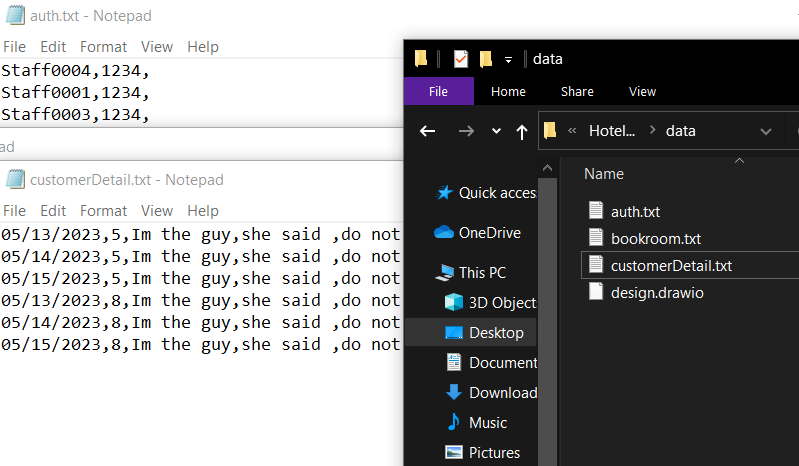 auth.txt - Notepad
File Edit Format View Help
Staff0004,1234,
Staff0001,1234,
Staff0003,1234,
customerDetail.txt - Notepad
File Edit Format View Help
05/13/2023,5,Im the guy,she said ,do not
05/14/2023,5,Im the guy,she said ,do not
05/15/2023,5,Im the guy,she said ,do not
05/13/2023,8,Im the guy,she said ,do not
05/14/2023,8,Im the guy,she said ,do not
05/15/2023,8,Im the guy,she said ,do not
data
File Home Share View
Hotel... data
Quick acces
OneDrive
This PC
3D Object
Desktop
Document
Download
Music
Pictures
Name
auth.txt
bookroom.txt
customerDetail.txt
design.drawio